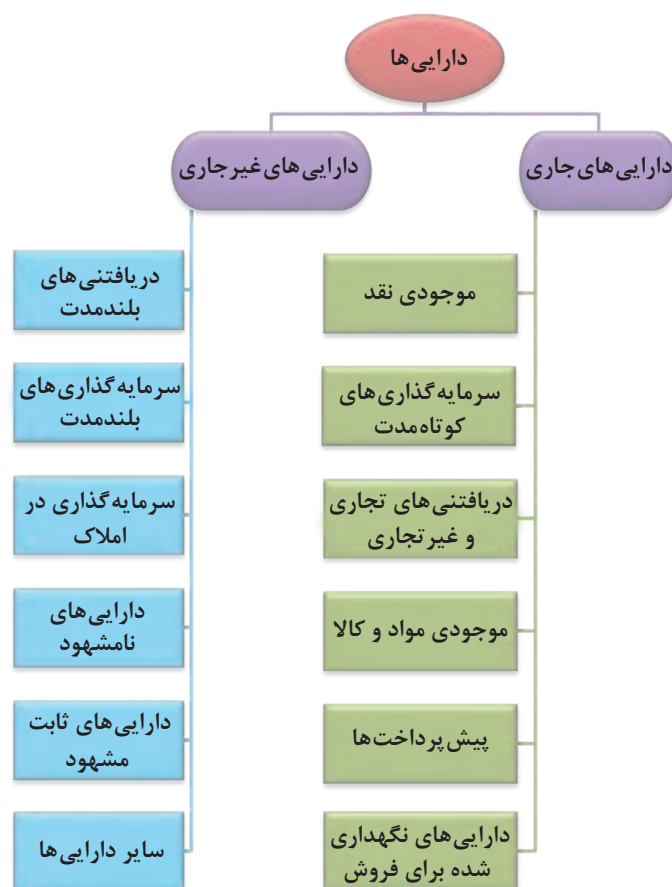 دارایی‌ها
دارایی‌های جاری
موجودی نقد
سرمایه‌گذاری‌های
کوتاه‌مدت
دریافتنی‌های تجاری
و غیرتجاری
موجودی مواد و کالا
پیش‌پرداخت‌ها
دارایی‌های نگهداری
شده برای فروش
دارایی‌های غیرجاری
دریافتنی‌های
بلندمدت
سرمایه‌گذاری‌های
بلندمدت
سرمایه‌گذاری در
املاک
دارایی‌های
نامشهود
دارایی‌های ثابت
مشهود
سایر دارایی‌ها